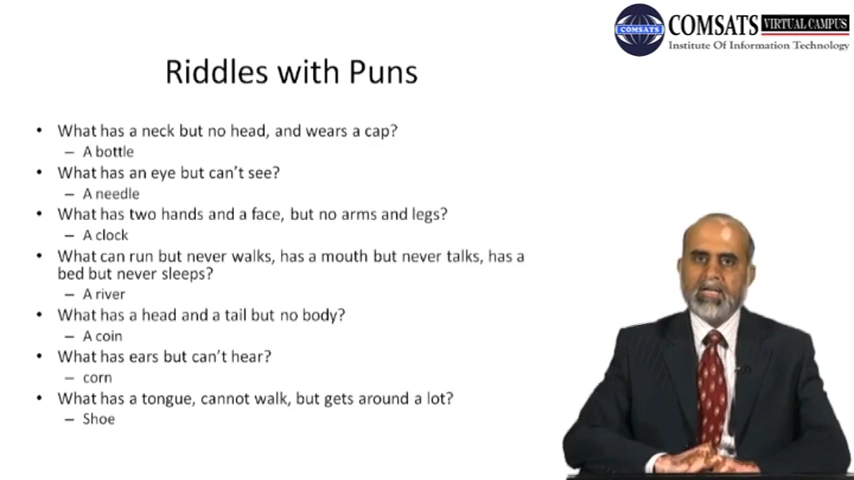 COMSATS VIRTUAL CAMPUS
COMSATS
Institute Of Information Technology
Riddles with Puns
• What has a neck but no head, and wears a cap?
– A bottle
• What has an eye but can't see?
– A needle
• What has two hands and a face, but no arms and legs?
– A clock
• What can run but never walks, has a mouth but never talks, has a
bed but never sleeps?
– A river
• What has a head and a tail but no body?
– A coin
• What has ears but can't hear?
– corn
• What has a tongue, cannot walk, but gets around a lot?
– Shoe